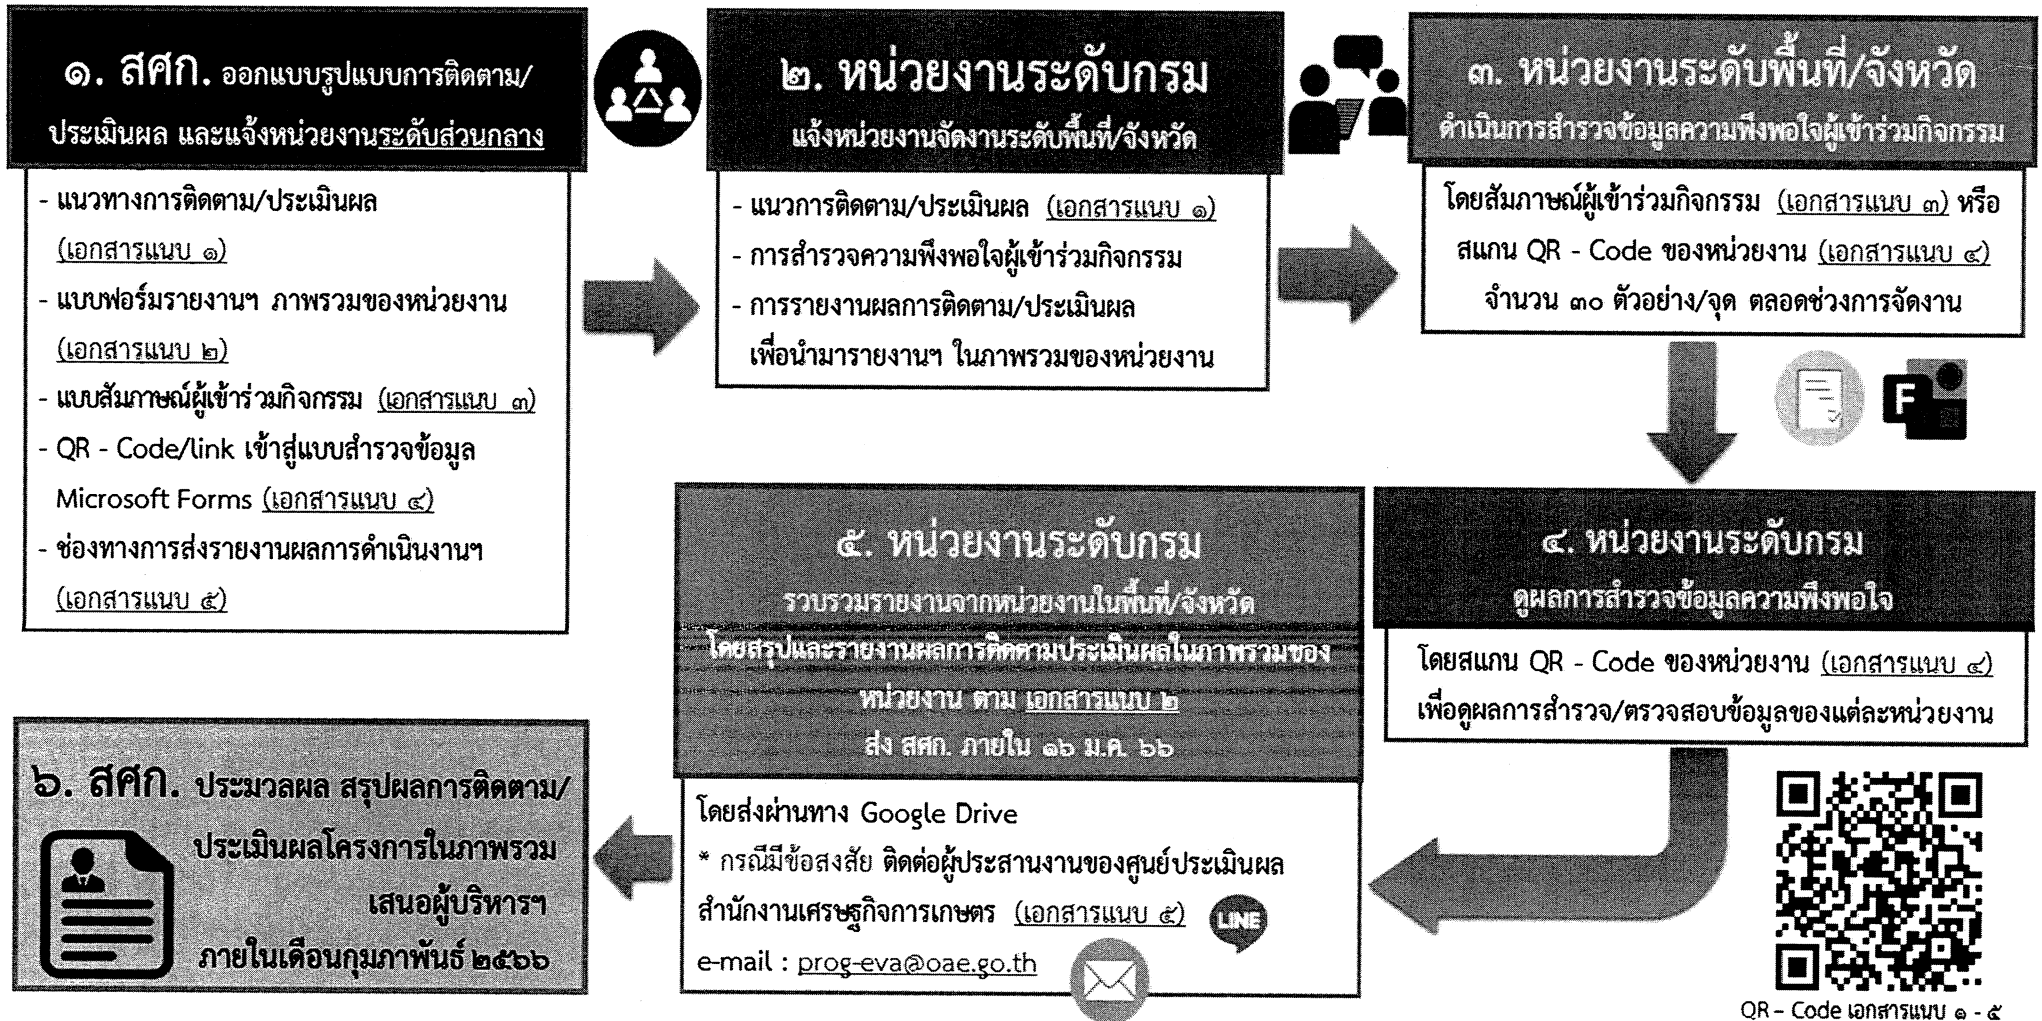 ๑. สศก. ออกแบบรูปแบบการติดตาม/
ประเมินผล และแจ้งหน่วยงานระดับส่วนกลาง
- แนวทางการติดตาม/ประเมินผล
(เอกสารแนบ ๑)
- แบบฟอร์มรายงานฯ ภาพรวมของหน่วยงาน
(เอกสารแนบ ๒)
- แบบสัมภาษณ์ผู้เข้าร่วมกิจกรรม (เอกสารแนบ ๓)
- QR - Code/link เข้าสู่แบบสำรวจข้อมูล
Microsoft Forms (เอกสารแนบ ๔)
- ช่องทางการส่งรายงานผลการดำเนินงานฯ
(เอกสารแนบ ๕)
๒. หน่วยงานระดับกรม
แจ้งหน่วยงานจัดงานระดับพื้นที่/จังหวัด
- แนวการติดตาม/ประเมินผล (เอกสารแนบ ๑)
- การสำรวจความพึงพอใจผู้เข้าร่วมกิจกรรม
- การรายงานผลการติดตาม/ประเมินผล
เพื่อนำมารายงานฯ ในภาพรวมของหน่วยงาน
๓. หน่วยงานระดับพื้นที่/จังหวัด
ดำเนินการสำรวจข้อมูลความพึงพอใจผู้เข้าร่วมกิจกรรม
โดยสัมภาษณ์ผู้เข้าร่วมกิจกรรม (เอกสารแนบ ๓) หรือ
สแกน QR - Code ของหน่วยงาน (เอกสารแนบ ๔)
จำนวน ๓๐ ตัวอย่าง/จุด ตลอดช่วงการจัดงาน
F
๔. หน่วยงานระดับกรม
ดูผลการสำรวจข้อมูลความพึงพอใจ
โดยสแกน QR - Code ของหน่วยงาน (เอกสารแนบ ๔)
เพื่อดูผลการสำรวจ/ตรวจสอบข้อมูลของแต่ละหน่วยงาน
๕. หน่วยงานระดับกรม
รวบรวมรายงานจากหน่วยงานในพื้นที่/จังหวัด
โดยสรุปและรายงานผลการติดตามประเมินผลในภาพรวมของ
หน่วยงาน ตาม เอกสารแนบ ๒
ส่ง สศก. ภายใน ๑๖ ม.ค. ๖๖
โดยส่งผ่านทาง Google Drive
* กรณีมีข้อสงสัย ติดต่อผู้ประสานงานของศูนย์ประเมินผล
สำนักงานเศรษฐกิจการเกษตร (เอกสารแนบ ๕)
LINE
e-mail : prog-eva@oae.go.th
๖. สศก. ประมวลผล สรุปผลการติดตาม/
ประเมินผลโครงการในภาพรวม
เสนอผู้บริหารฯ
ภายในเดือนกุมภาพันธ์ ๒๕๖๖
QR – Code เอกสารแนบ ๑ - ๕